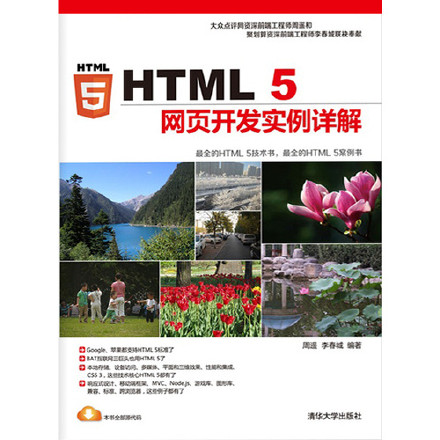 大众点评网资深前端工程师周遥和
聚划算资深前端工程师李春城联袂奉献
HTML
5
HTML 5
网页开发实例详解
最全的HTML 5技术书，最全的HTML 5案例书
周遥 李春城 编著
Google、苹果都支持HTML 5标准了
BAT互联网三巨头也用HTML 5了
本地存储、设备访问、多媒体、平面和三维效果、性能和集成、
CSS 3，这些技术核心HTML 5都有了
响应式设计、移动端框架、MVC、Node.js、游戏库、图形库、
兼容、标准、跨浏览器，这些例子都有了
本书全部源代码
清华大学出版社